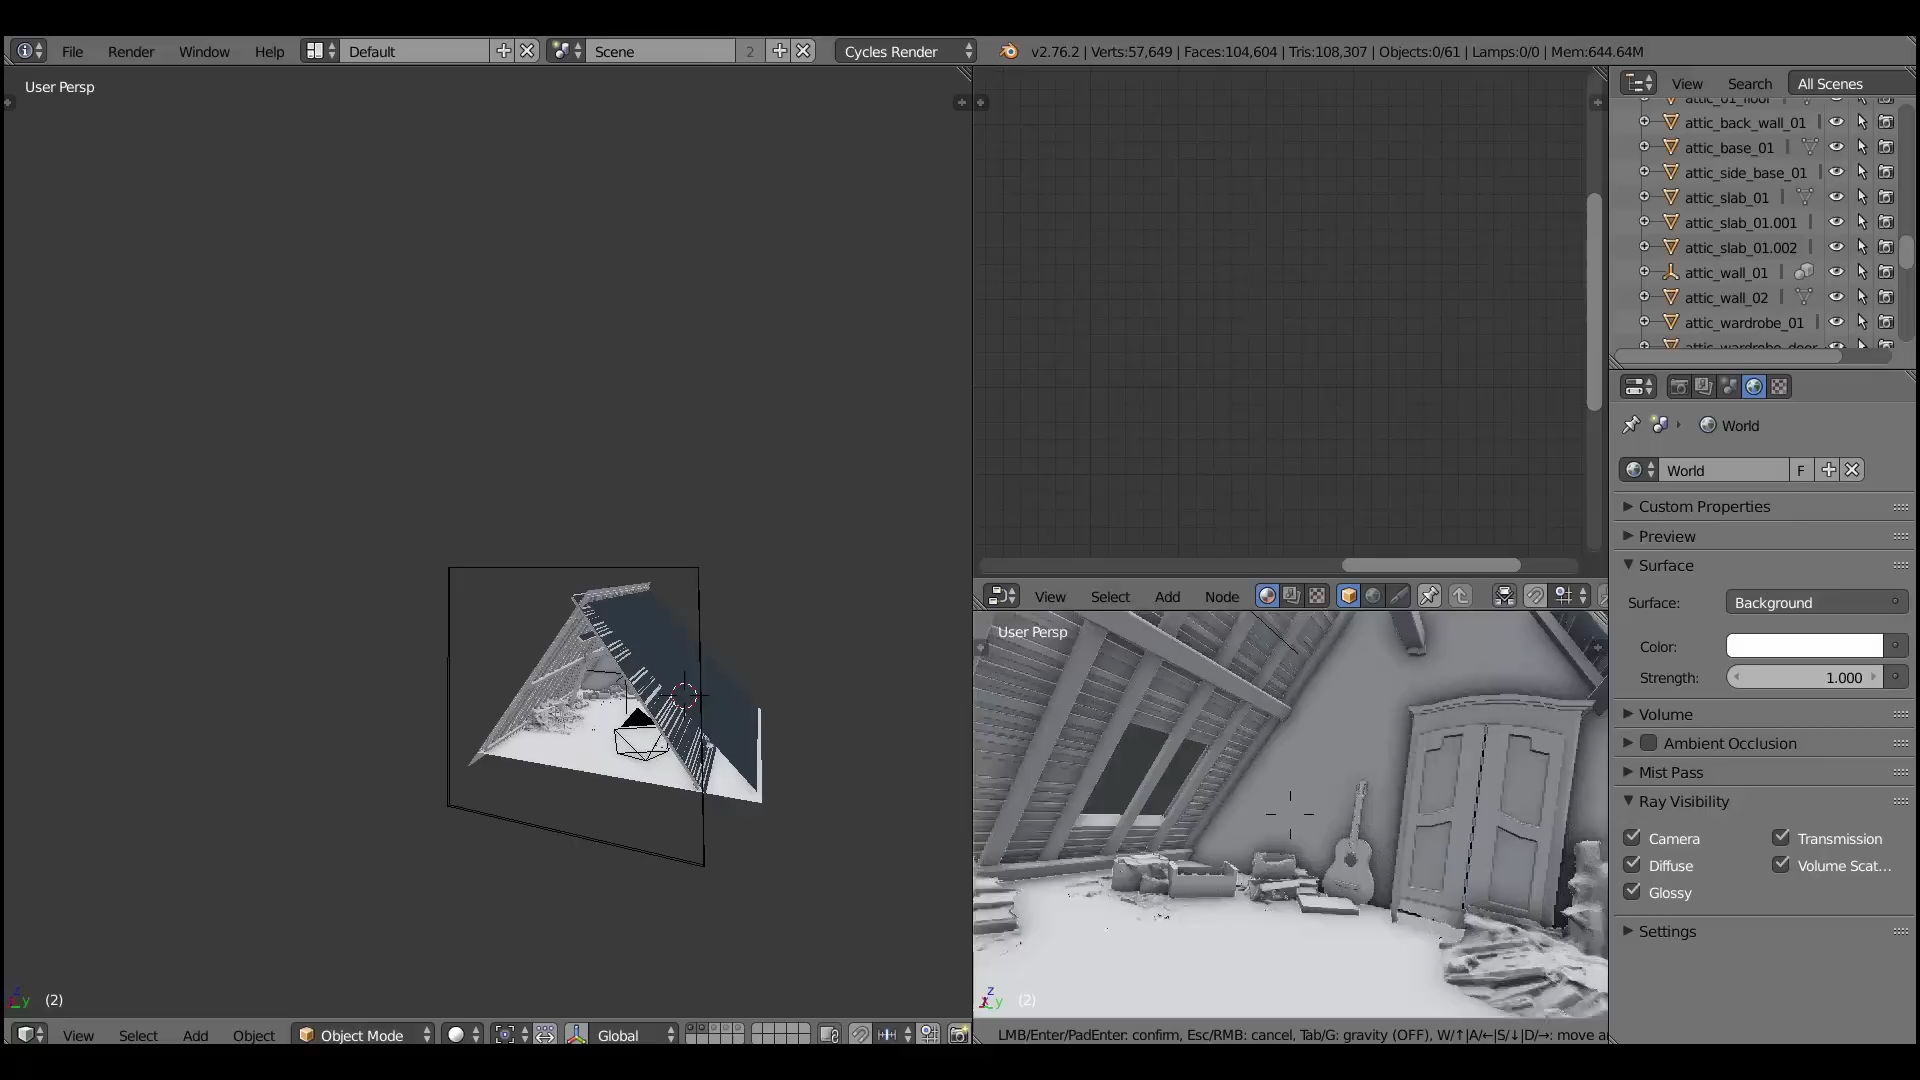 File Render Window Help Default Scene 2 Cycles Render v2.76.2 | Verts:57,649 | Faces:104,604 | Tris:108,307 | Objects:0/61 | Lamps:0/0 | Mem:644.64M
User Persp
View Search All Scenes
attic_01_floor
attic_back_wall_01
attic_base_01
attic_side_base_01
attic_slab_01
attic_slab_01.001
attic_slab_01.002
attic_wall_01
attic_wall_02
attic_wardrobe_01
attic_wardrobe_door
World
World F
Custom Properties
Preview
Surface
Surface: Background
Color:
Strength: 1.000
Volume
Ambient Occlusion
Mist Pass
Ray Visibility
Camera Transmission
Diffuse Volume Scat...
Glossy
Settings
View Select Add Node
User Persp
z
y (2)
LMB/Enter/PadEnter: confirm, Esc/RMB: cancel, Tab/G: gravity (OFF), W/↑|A/←|S/↓|D/→: move a
z
y (2)
View Select Add Object Object Mode Global